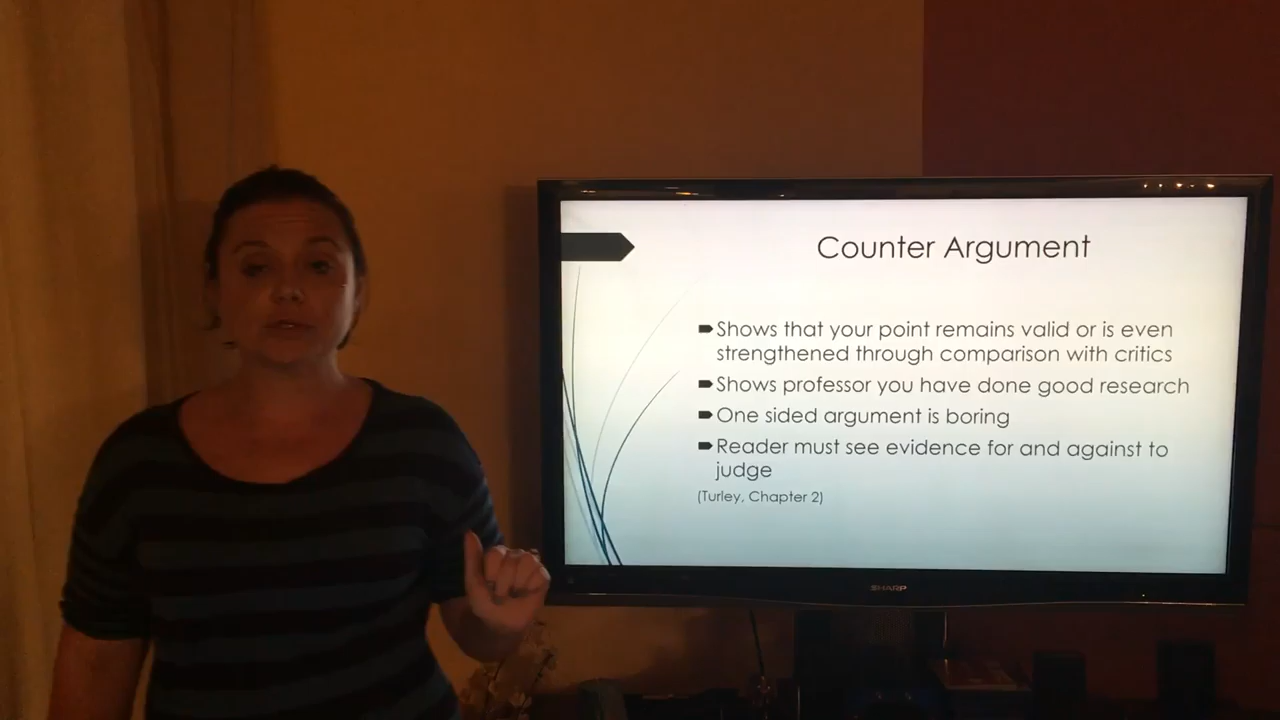 Counter Argument
Shows that your point remains valid or is even
strengthened through comparison with critics
Shows professor you have done good research
One sided argument is boring
Reader must see evidence for and against to
judge
(Turley, Chapter 2)
SHARP